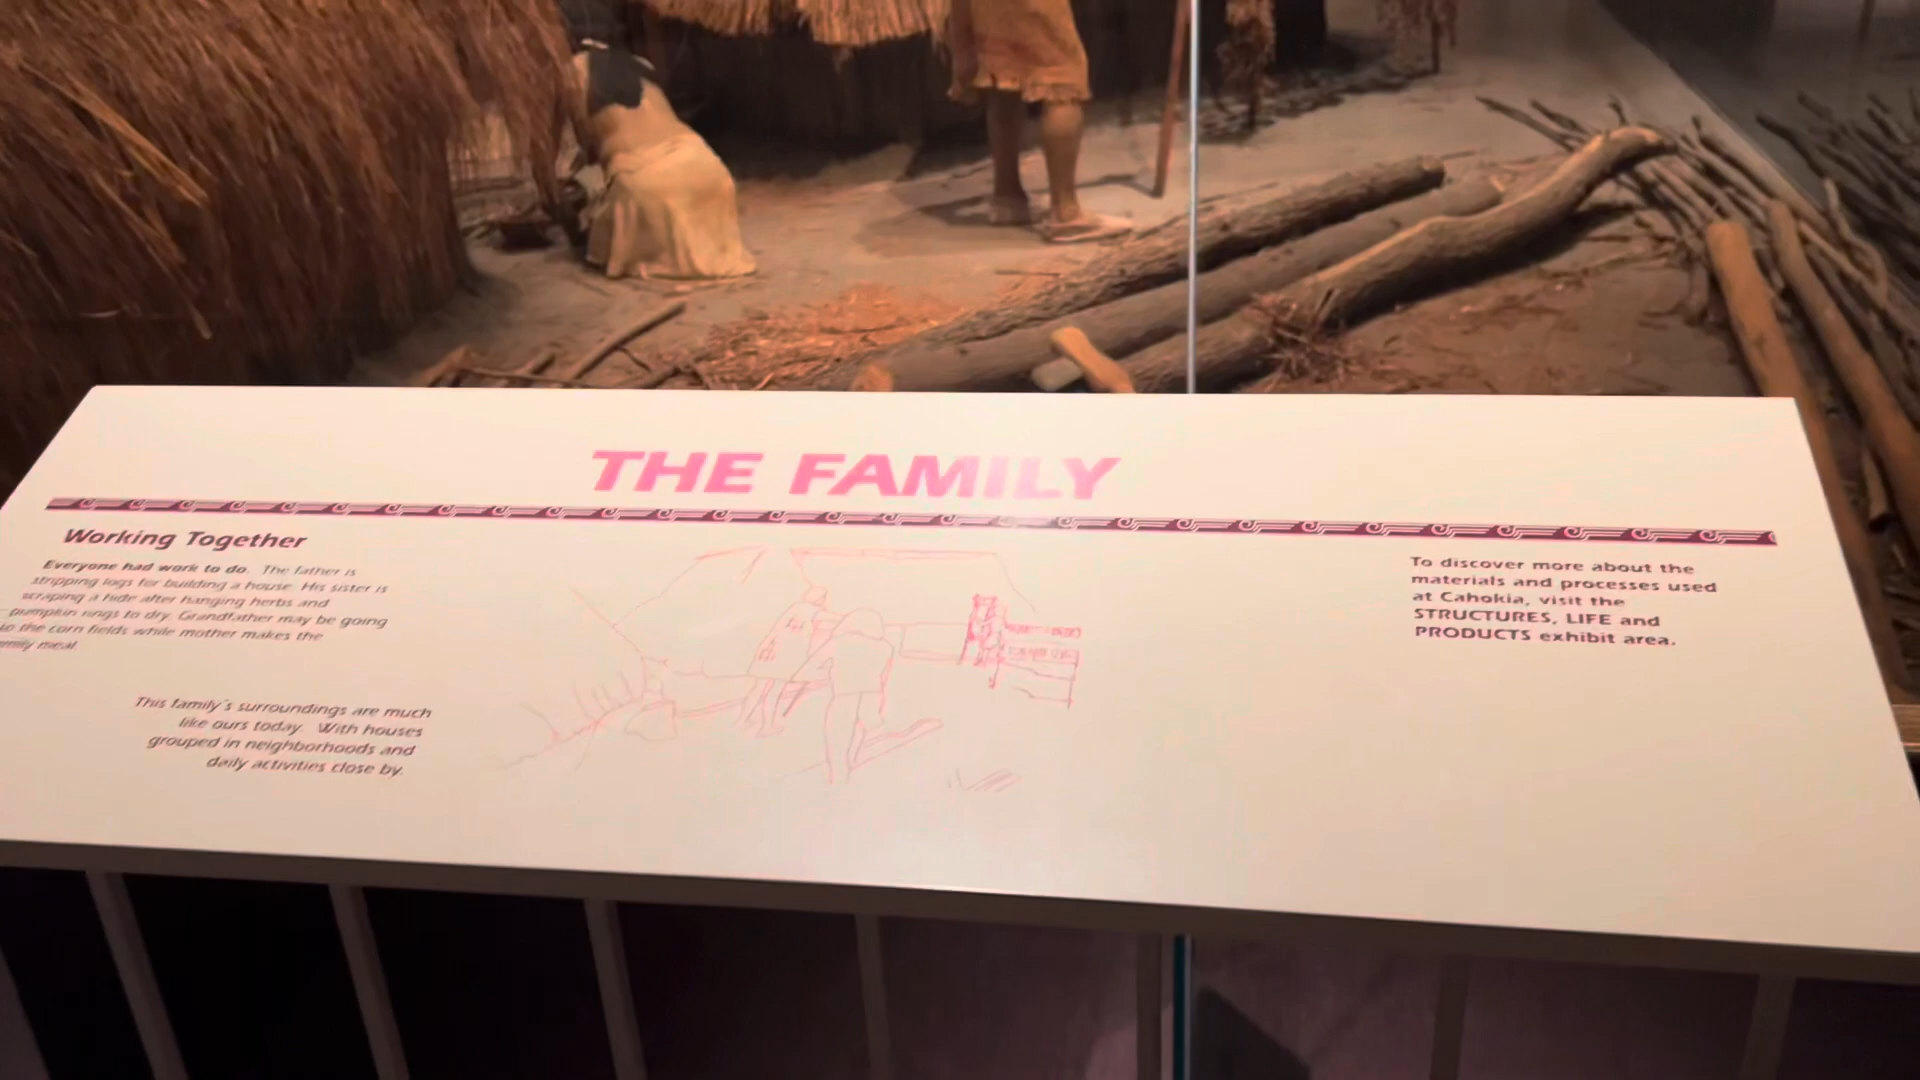 THE FAMILY
Working Together
Everyone had work to do. The father is
stripping logs for building a house. His sister is
scraping a hide after hanging herbs and
pumpkin rings to dry. Grandfather may be going
to the corn fields while mother makes the
meal.
This family's surroundings are much
like ours today. With houses
grouped in neighborhoods and
daily activities close by.
To discover more about the
materials and processes used
at Cahokia, visit the
STRUCTURES, LIFE and
PRODUCTS exhibit area.